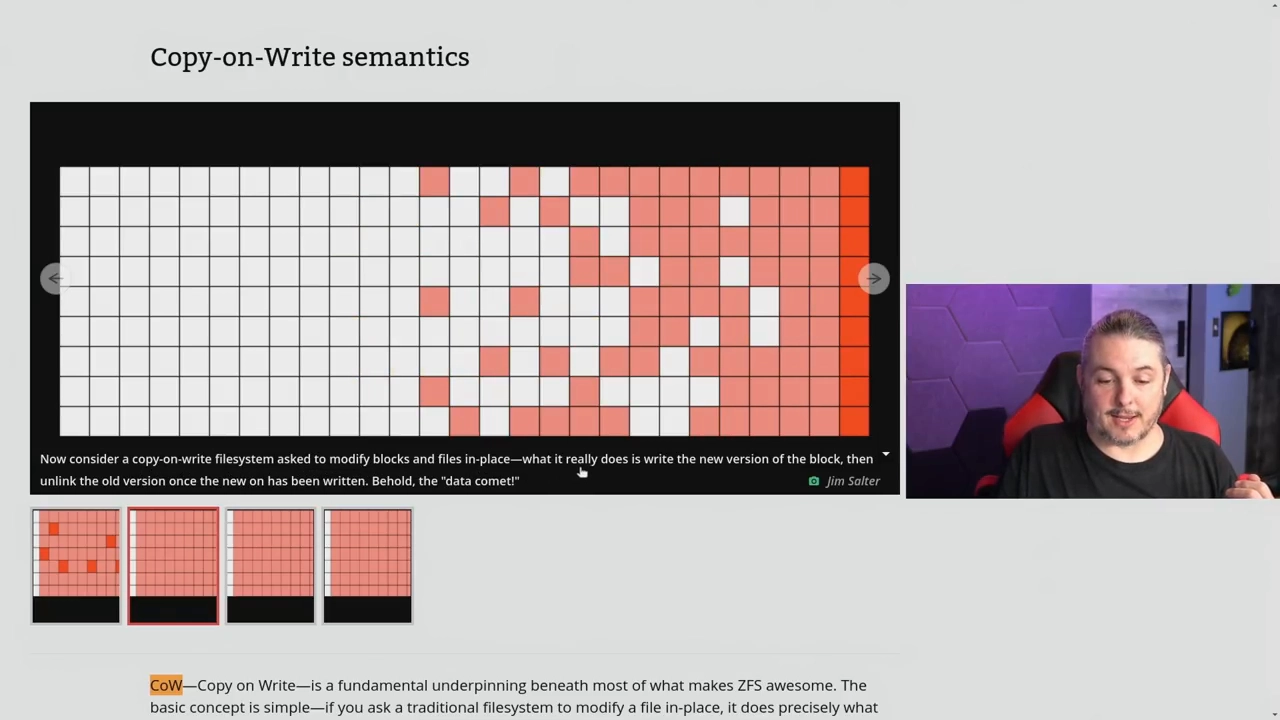 Copy-on-Write semantics
Now consider a copy-on-write filesystem asked to modify blocks and files in-place—what it really does is write the new version of the block, then
unlink the old version once the new on has been written. Behold, the "data comet!"
Jim Salter
CoW—Copy on Write—is a fundamental underpinning beneath most of what makes ZFS awesome. The
basic concept is simple—if you ask a traditional filesystem to modify a file in-place, it does precisely what